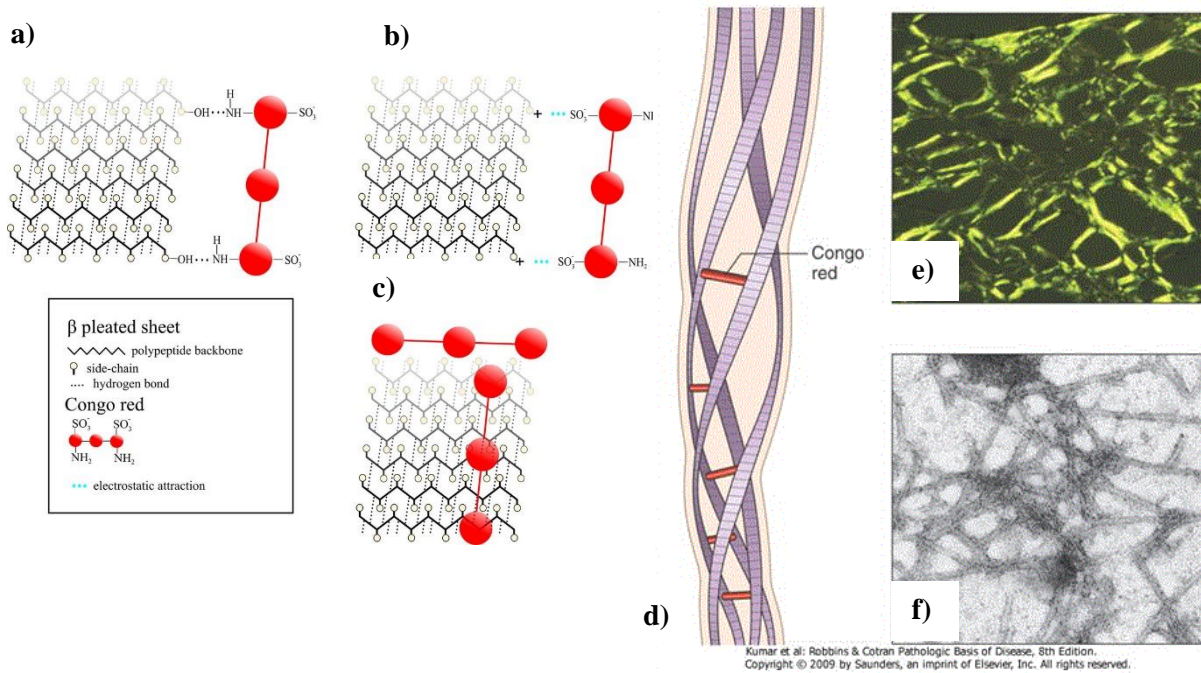 a)
H
OH NH SO₃⁻
H
OH NH SO₃⁻
b)
+ SO₃⁻ NI
+ SO₃⁻ NH₂
c)
β pleated sheet
polypeptide backbone
side-chain
hydrogen bond
Congo red
SO₃⁻ SO₃⁻
NH₂ NH₂
electrostatic attraction
d)
Congo
red
e)
f)
Kumar et al: Robbins & Cotran Pathologic Basis of Disease, 8th Edition.
Copyright © 2009 by Saunders, an imprint of Elsevier, Inc. All rights reserved.